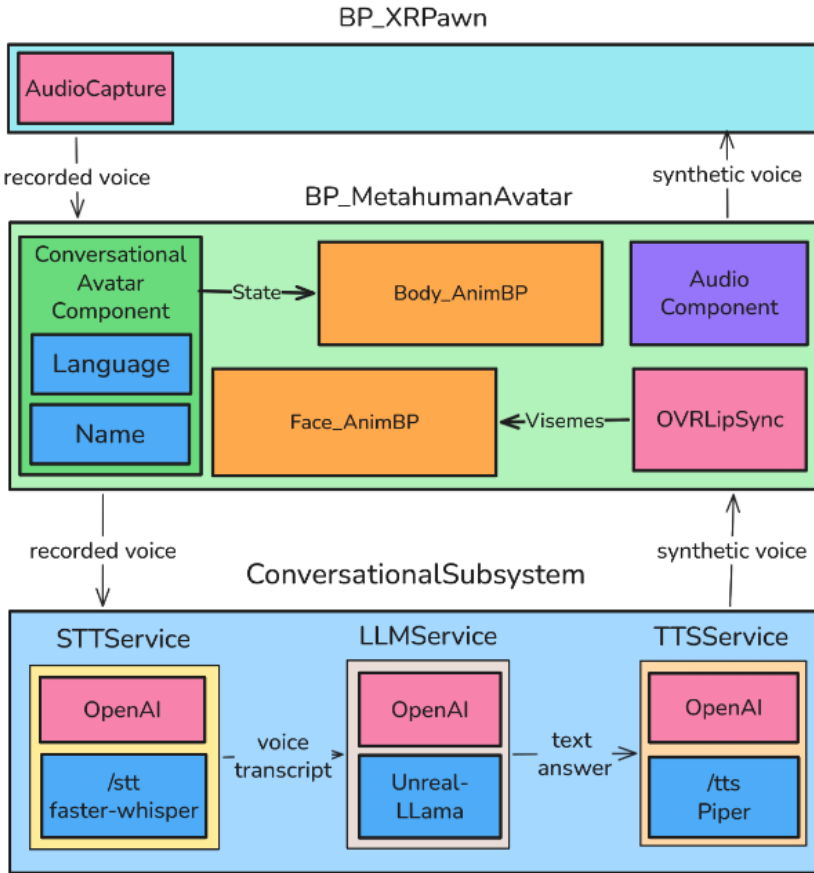 BP_XRPawn
AudioCapture
recorded voice
synthetic voice
BP_MetahumanAvatar
Conversational
Avatar
Component
Language
Name
State
Body_AnimBP
Audio
Component
Face_AnimBP
Visemes
OVRLipSync
recorded voice
synthetic voice
ConversationalSubsystem
STTService
OpenAI
/stt
faster-whisper
voice
transcript
LLMService
OpenAI
Unreal-
LLama
text
answer
TTSService
OpenAI
/tts
Piper